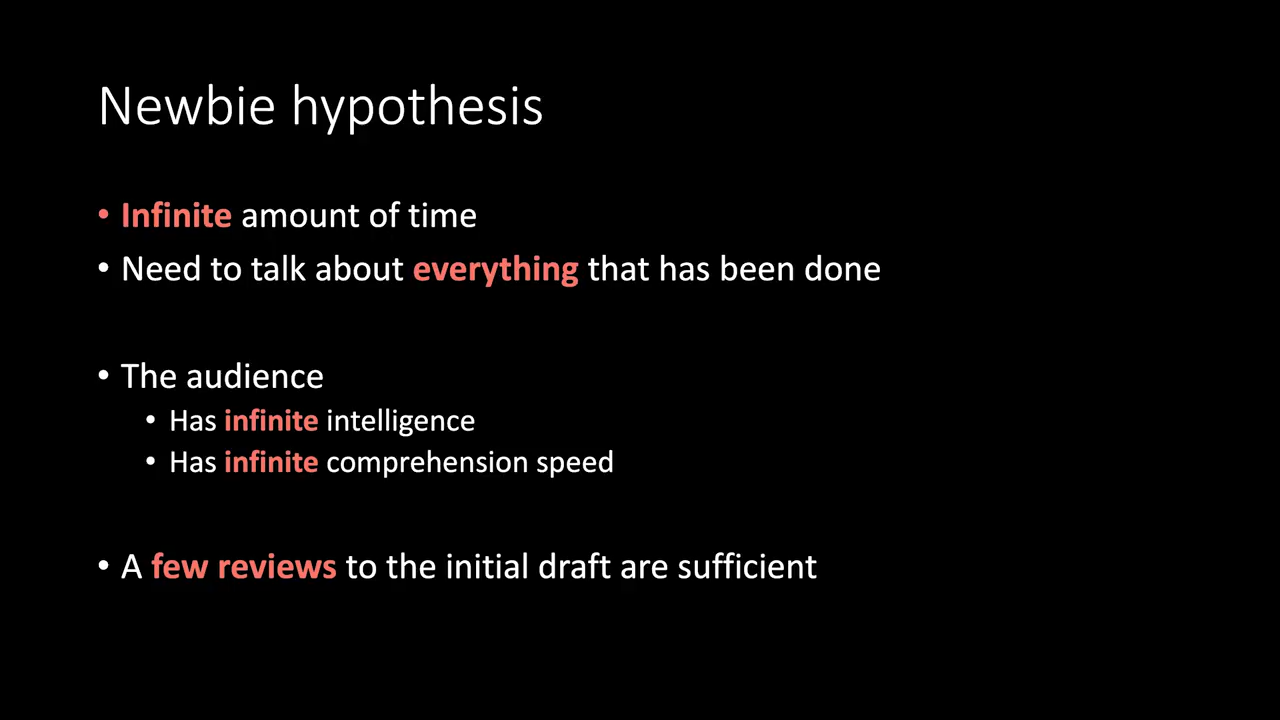 Newbie hypothesis
• Infinite amount of time
• Need to talk about everything that has been done
• The audience
• Has infinite intelligence
• Has infinite comprehension speed
• A few reviews to the initial draft are sufficient